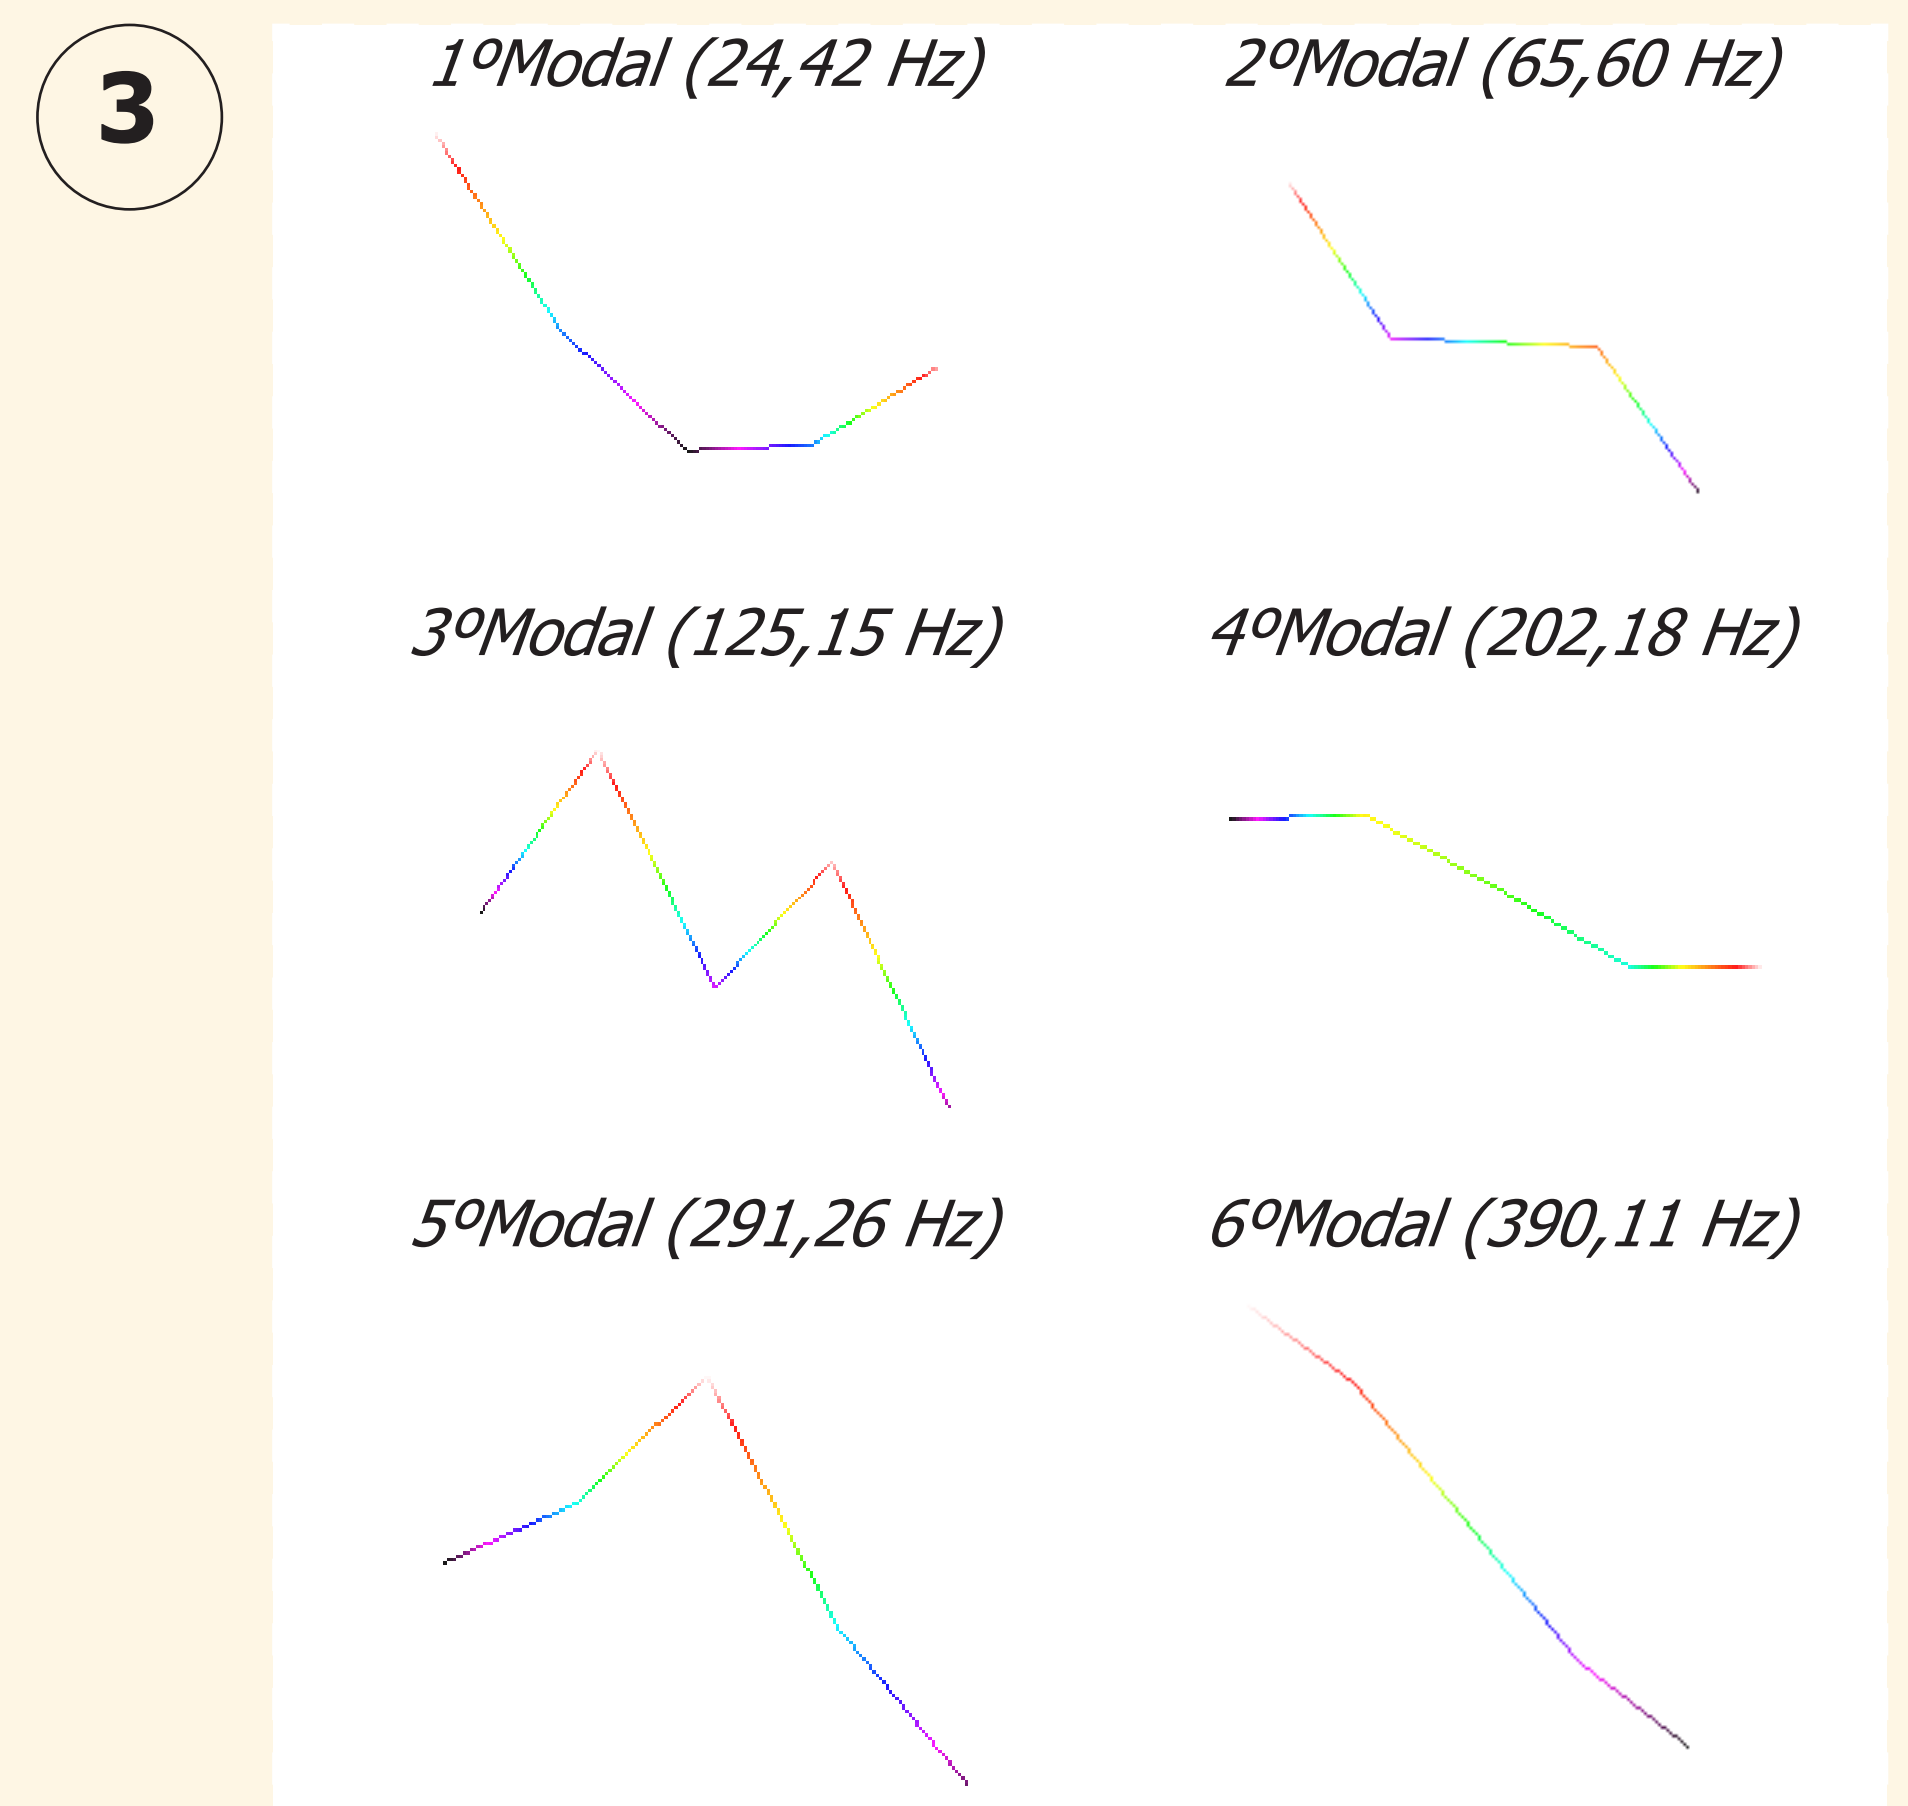 3
1ºModal (24,42 Hz)
2ºModal (65,60 Hz)
3ºModal (125,15 Hz)
4ºModal (202,18 Hz)
5ºModal (291,26 Hz)
6ºModal (390,11 Hz)